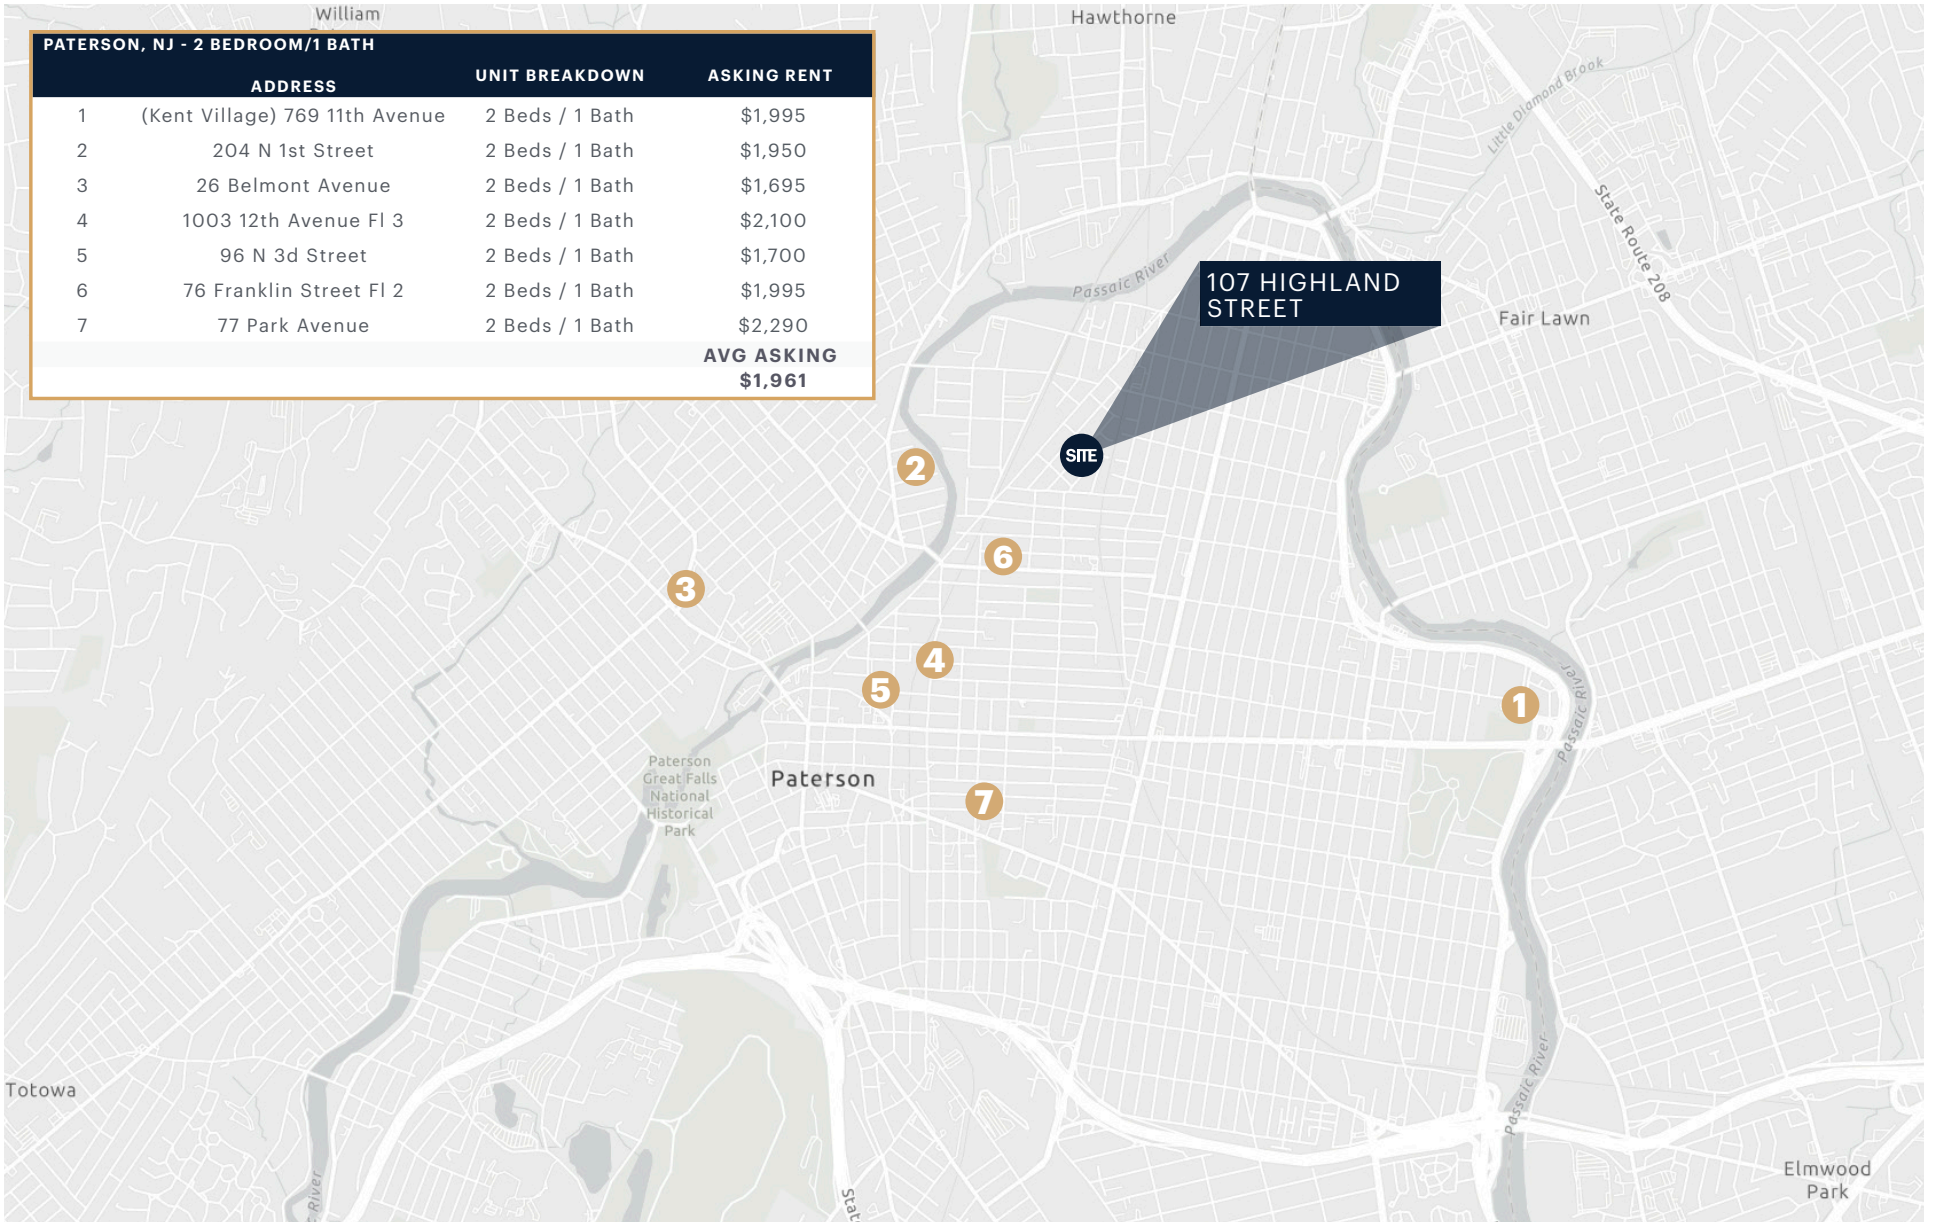 William
Hawthorne
PATERSON, NJ - 2 BEDROOM/1 BATH
ADDRESS UNIT BREAKDOWN ASKING RENT
1 (Kent Village) 769 11th Avenue 2 Beds / 1 Bath $1,995
2 204 N 1st Street 2 Beds / 1 Bath $1,950
3 26 Belmont Avenue 2 Beds / 1 Bath $1,695
4 1003 12th Avenue Fl 3 2 Beds / 1 Bath $2,100
5 96 N 3d Street 2 Beds / 1 Bath $1,700
6 76 Franklin Street Fl 2 2 Beds / 1 Bath $1,995
7 77 Park Avenue 2 Beds / 1 Bath $2,290
AVG ASKING
$1,961
Little Diamond Brook
State Route 208
Passaic River
107 HIGHLAND
STREET
Fair Lawn
SITE
2
6
3
4
5
1
Passaic River
Paterson
Great Falls
National
Historical
Park
Paterson
7
Passaic River
Totowa
Elmwood
Park
River